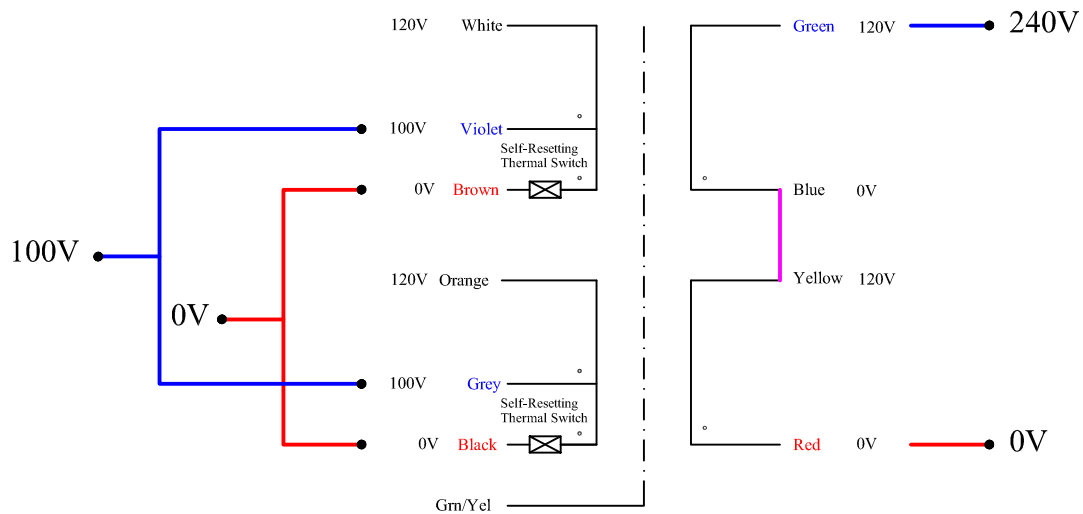 120V White Green 120V 240V
100V Violet
Self-Resetting
Thermal Switch
0V Brown Blue 0V
100V
120V Orange Yellow 120V
0V
100V Grey
Self-Resetting
Thermal Switch
0V Black Red 0V 0V
Grn/Yel